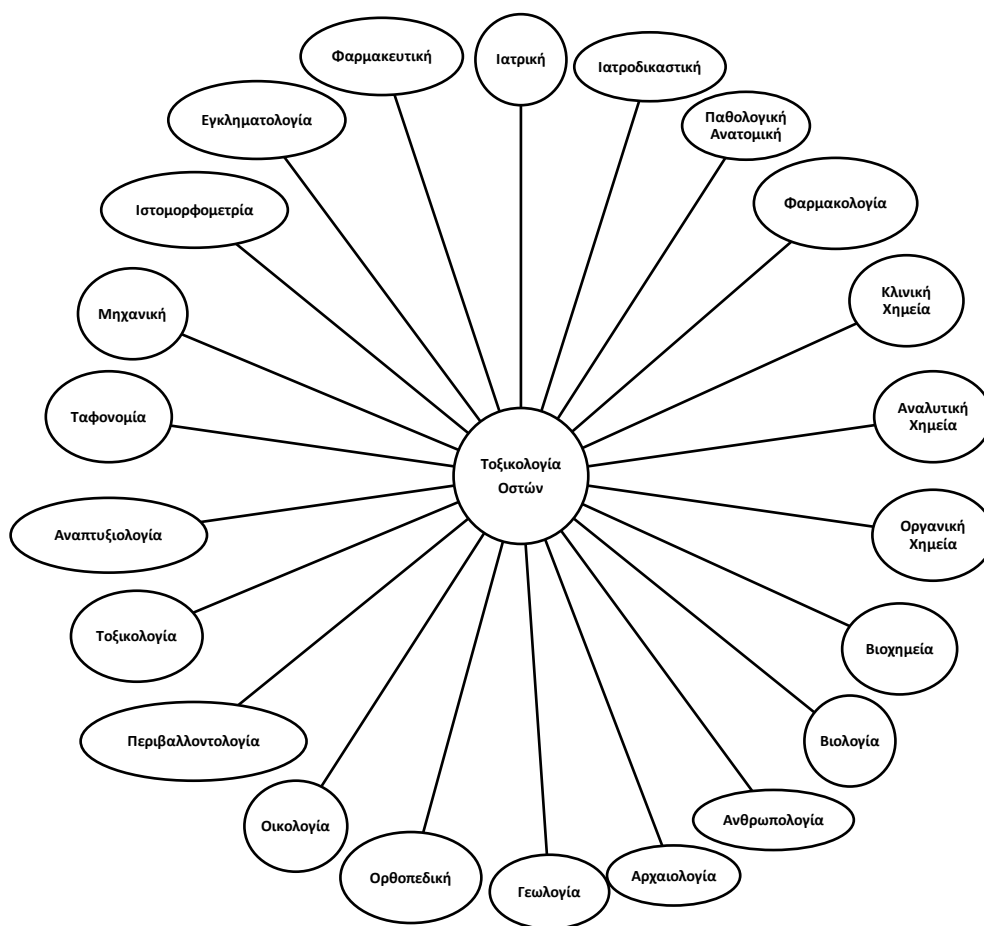 Ιατρική
Ιατροδικαστική
Παθολογική
Ανατομική
Φαρμακολογία
Κλινική
Χημεία
Αναλυτική
Χημεία
Οργανική
Χημεία
Βιοχημεία
Βιολογία
Ανθρωπολογία
Αρχαιολογία
Γεωλογία
Ορθοπεδική
Οικολογία
Περιβαλλοντολογία
Τοξικολογία
Αναπτυξιολογία
Ταφονομία
Μηχανική
Ιστομορφομετρία
Εγκληματολογία
Φαρμακευτική
Τοξικολογία
Οστών